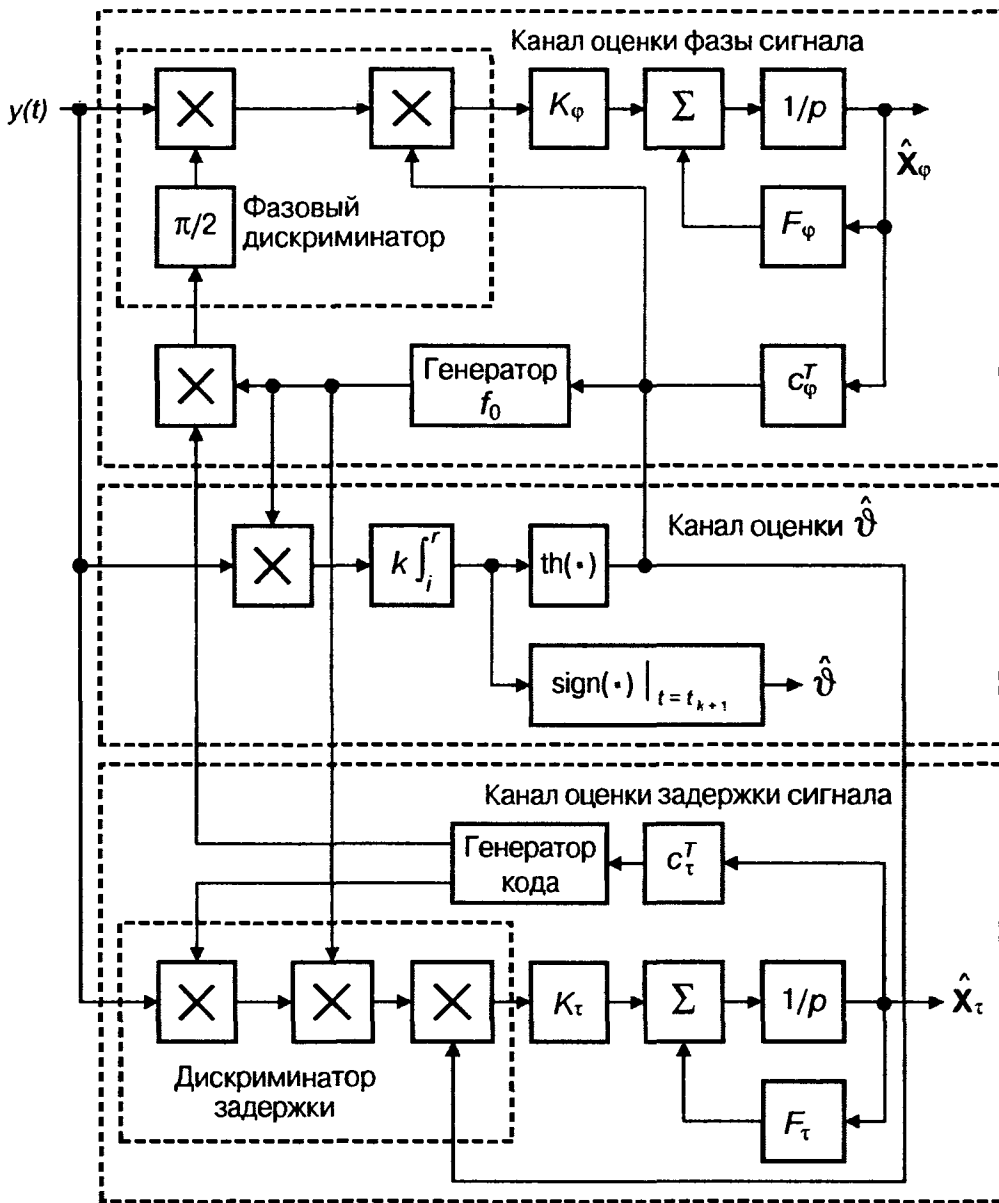 Канал оценки фазы сигнала
y(t)
×
×
K_φ
Σ
1/p
X̂_φ
π/2
Фазовый
дискриминатор
F_φ
×
Генератор
f_0
c_φ^T
Канал оценки ϑ̂
×
k ∫_i^r
th(·)
sign(·) |_{t = t_{k+1}}
ϑ̂
Канал оценки задержки сигнала
Генератор
кода
c_τ^T
×
×
×
K_τ
Σ
1/p
X̂_τ
Дискриминатор
задержки
F_τ